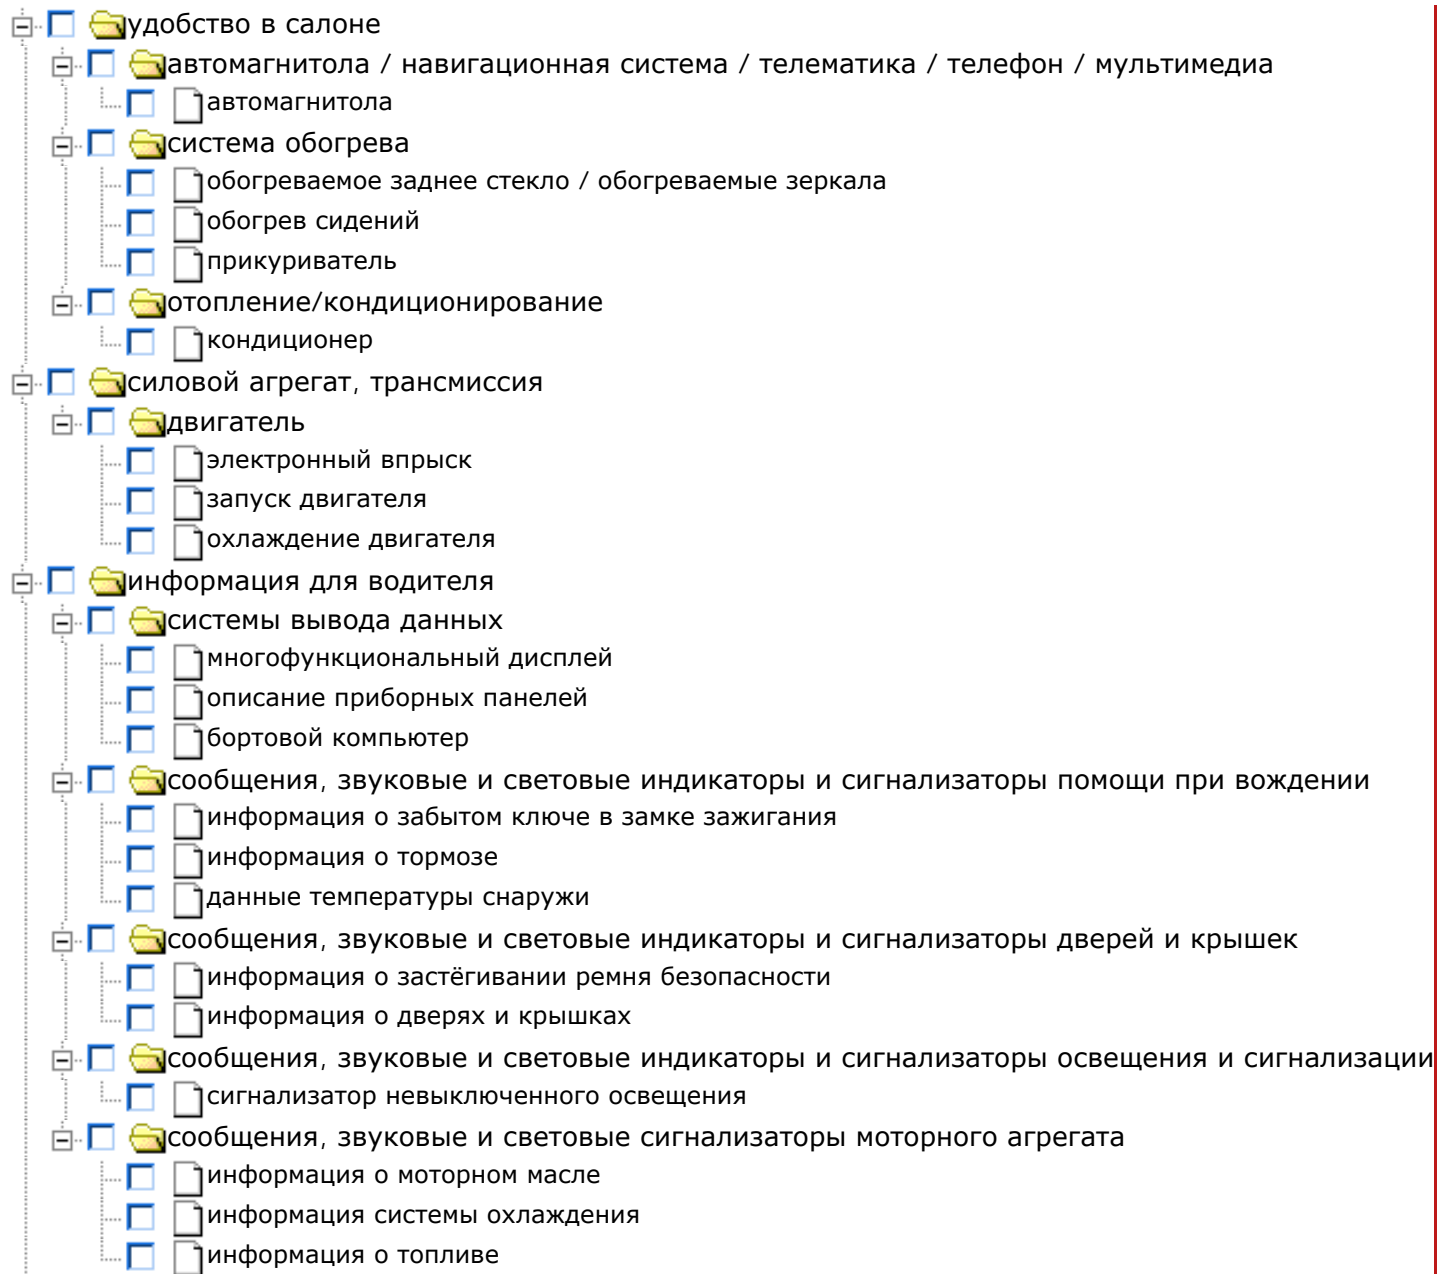 удобство в салоне
автомагнитола / навигационная система / телематика / телефон / мультимедиа
автомагнитола
система обогрева
обогреваемое заднее стекло / обогреваемые зеркала
обогрев сидений
прикуриватель
отопление/кондиционирование
кондиционер
силовой агрегат, трансмиссия
двигатель
электронный впрыск
запуск двигателя
охлаждение двигателя
информация для водителя
системы вывода данных
многофункциональный дисплей
описание приборных панелей
бортовой компьютер
сообщения, звуковые и световые индикаторы и сигнализаторы помощи при вождении
информация о забытом ключе в замке зажигания
информация о тормозе
данные температуры снаружи
сообщения, звуковые и световые индикаторы и сигнализаторы дверей и крышек
информация о застёгивании ремня безопасности
информация о дверях и крышках
сообщения, звуковые и световые индикаторы и сигнализаторы освещения и сигнализации
сигнализатор невыключенного освещения
сообщения, звуковые и световые сигнализаторы моторного агрегата
информация о моторном масле
информация системы охлаждения
информация о топливе